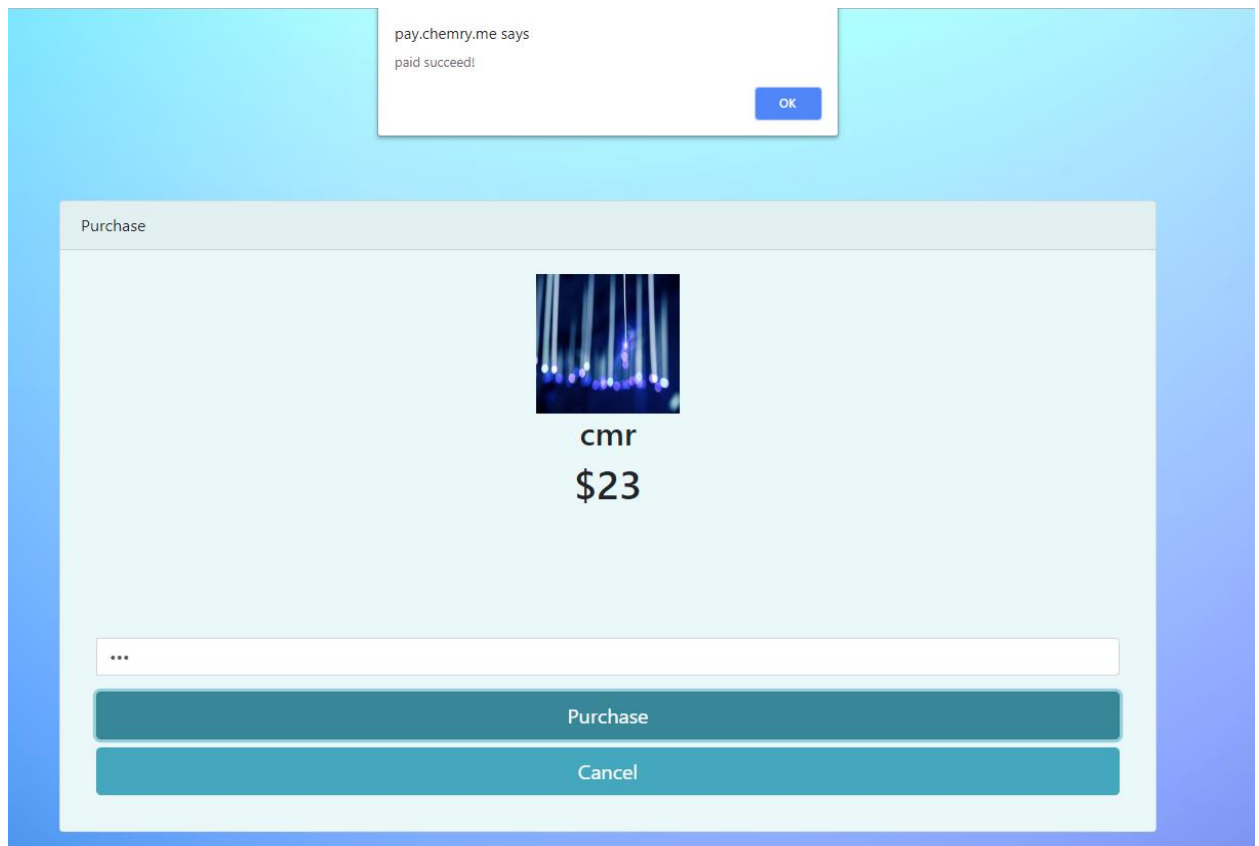 pay.chemry.me says
paid succeed!
OK
Purchase
cmr
$23
•••
Purchase
Cancel